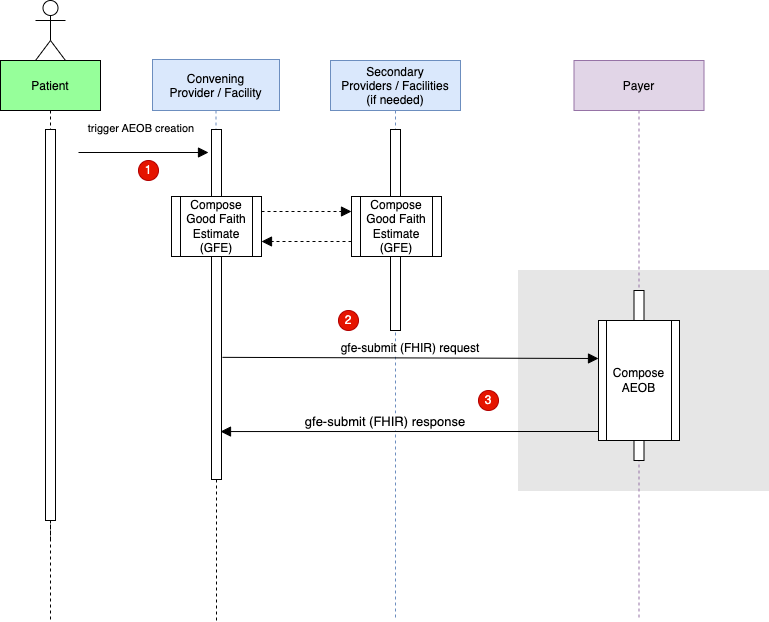 Patient
Convening
Provider / Facility
Secondary
Providers / Facilities
(if needed)
Payer
trigger AEOB creation
1
Compose
Good Faith
Estimate
(GFE)
Compose
Good Faith
Estimate
(GFE)
2
gfe-submit (FHIR) request
Compose
AEOB
3
gfe-submit (FHIR) response